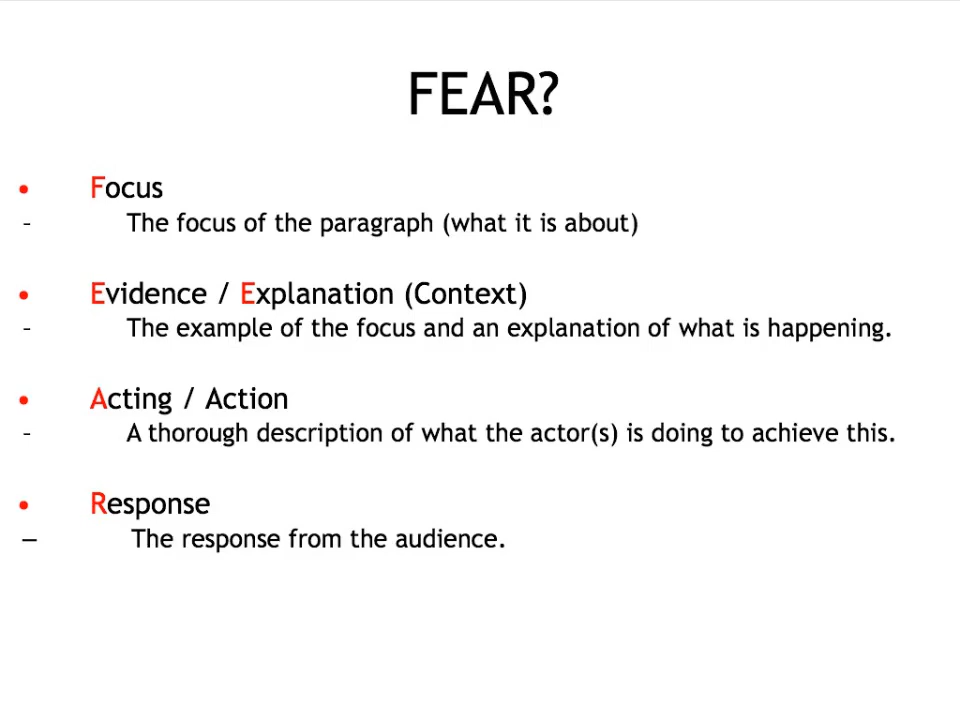 FEAR?
• Focus
- The focus of the paragraph (what it is about)
• Evidence / Explanation (Context)
- The example of the focus and an explanation of what is happening.
• Acting / Action
- A thorough description of what the actor(s) is doing to achieve this.
• Response
– The response from the audience.